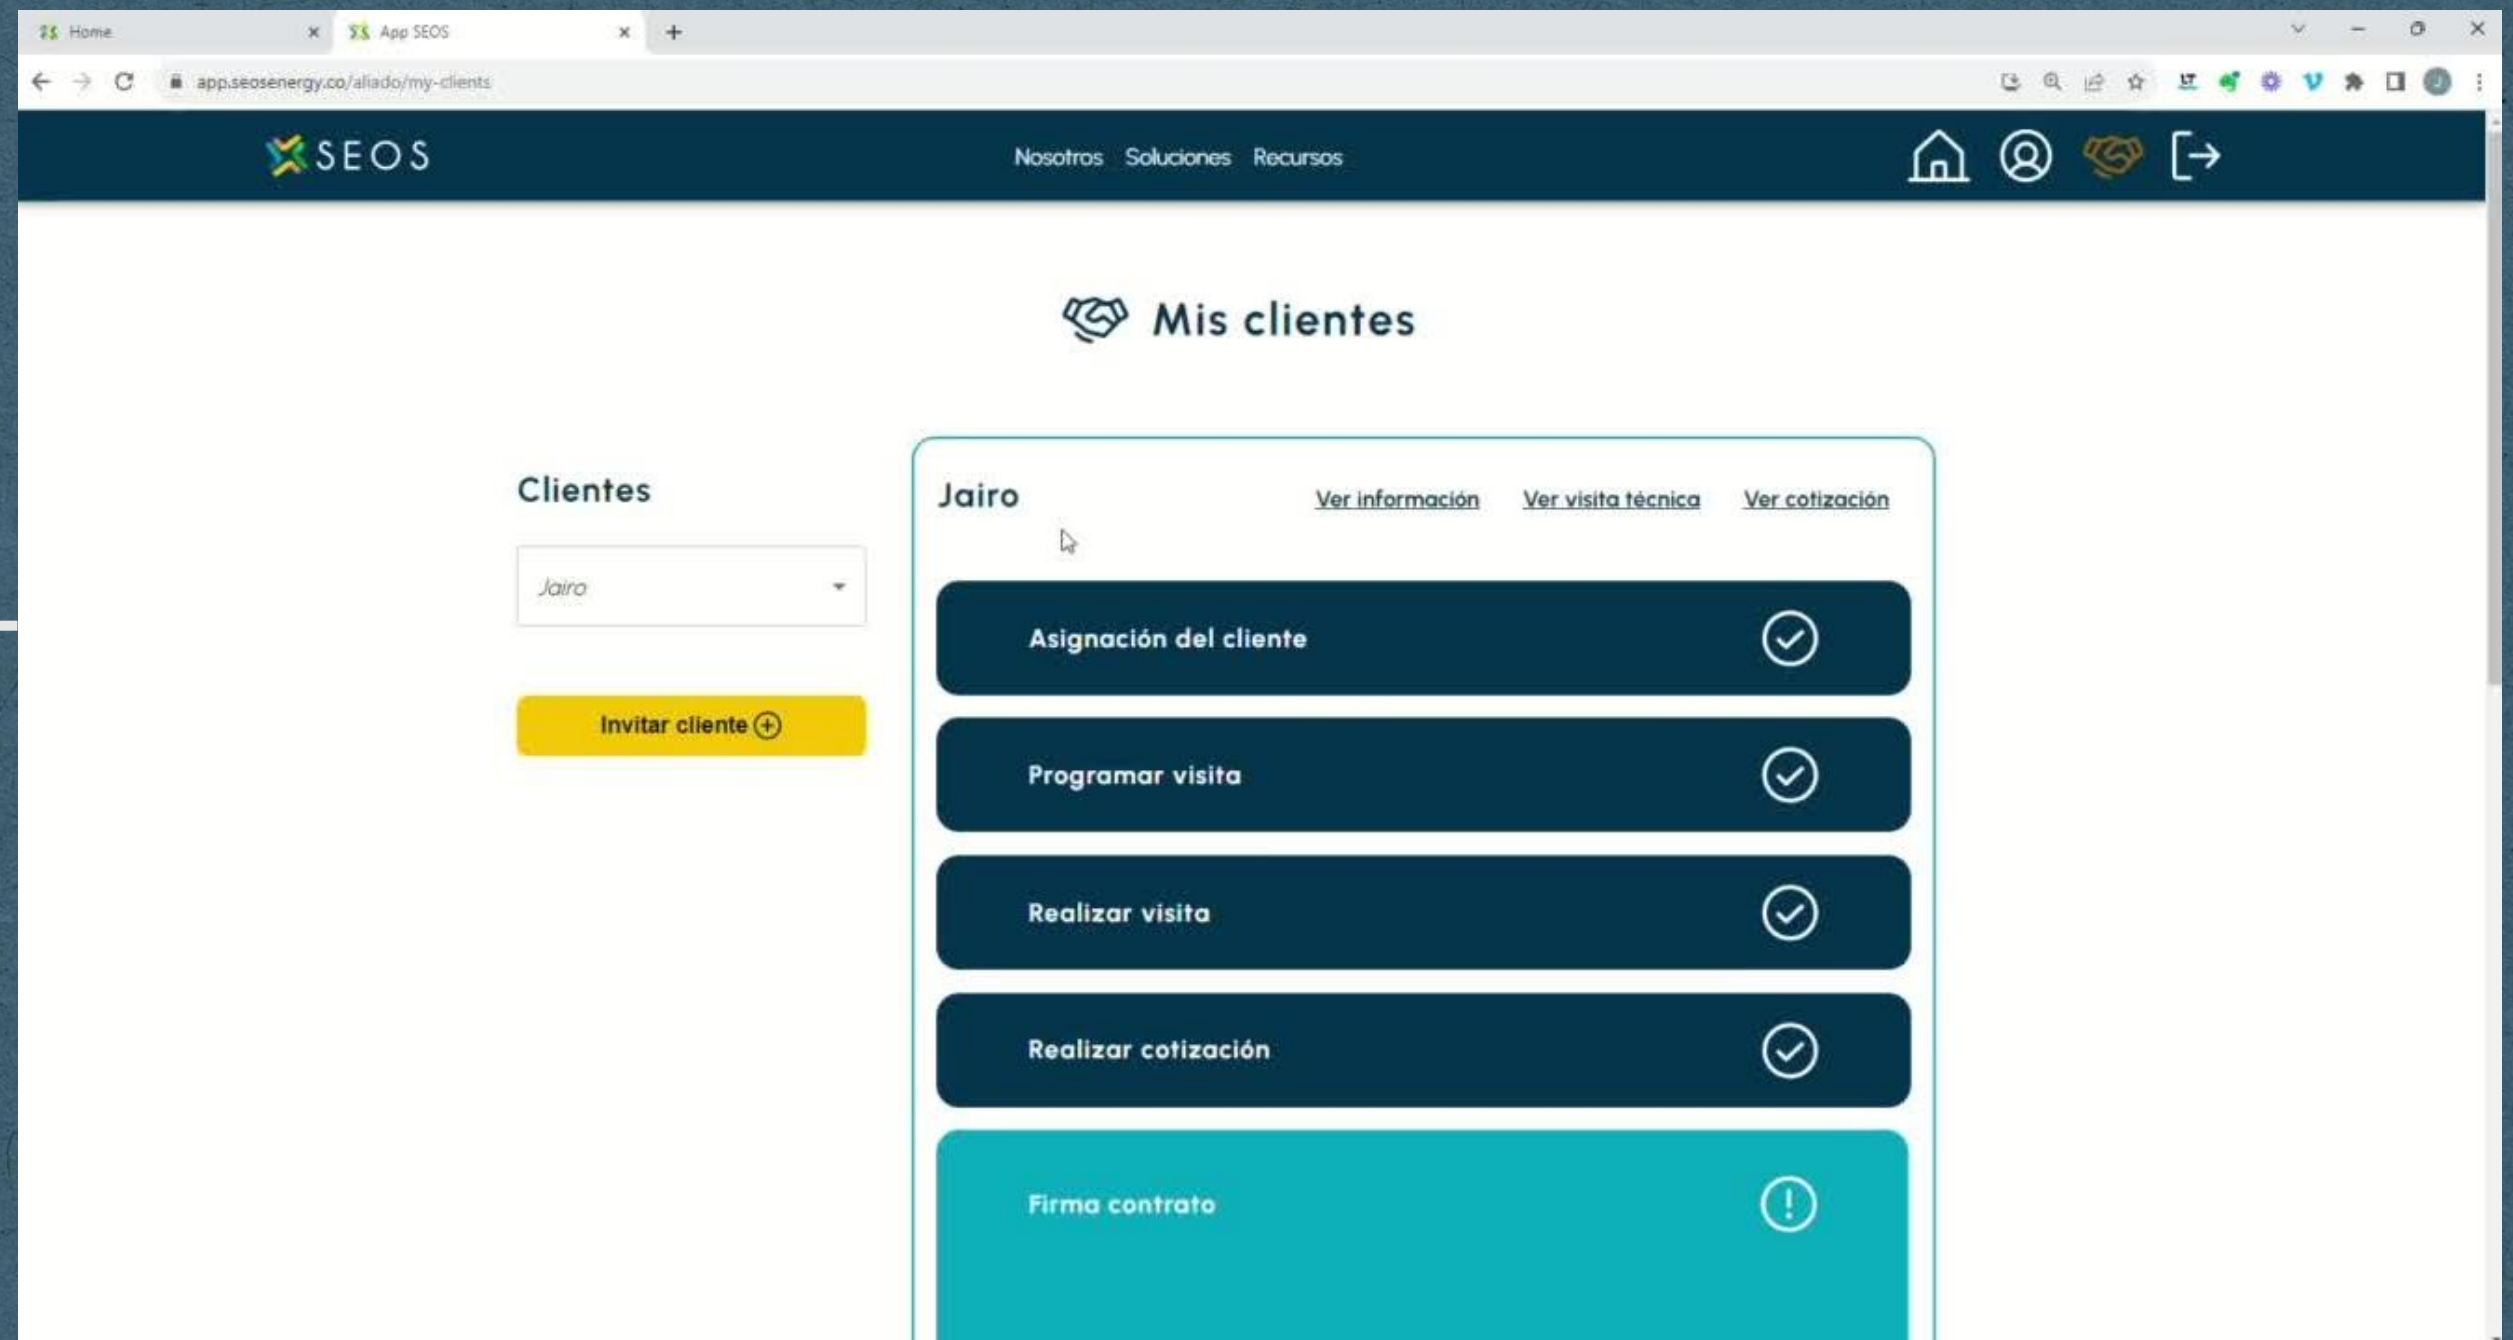 Home
App SEOS
app.seosenergy.co/aliado/my-clients
SEOS
Nosotros Soluciones Recursos
Mis clientes
Clientes
Jairo
Invitar cliente
Jairo
Ver información Ver visita técnica Ver cotización
Asignación del cliente
Programar visita
Realizar visita
Realizar cotización
Firma contrato